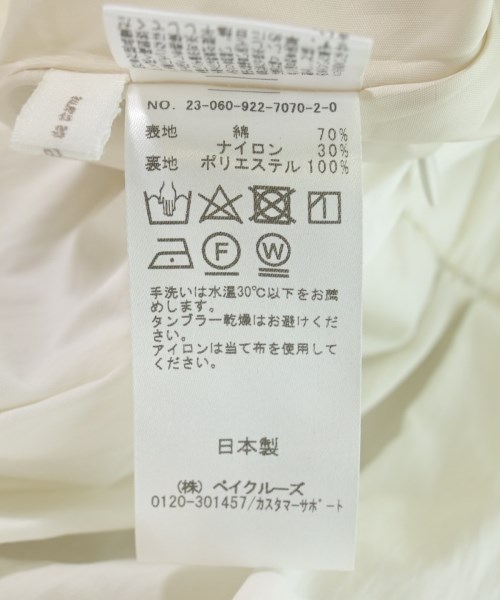 NO. 23-060-922-7070-2-0
表地 綿 70%
ナイロン 30%
裏地 ポリエステル 100%
F W
手洗いは水温30℃以下をお薦
めします。
タンブラー乾燥はお避けくだ
さい。
アイロンは当て布を使用して
ください。
日本製
(株) ベイクルーズ
0120-301457/カスタマーサポート